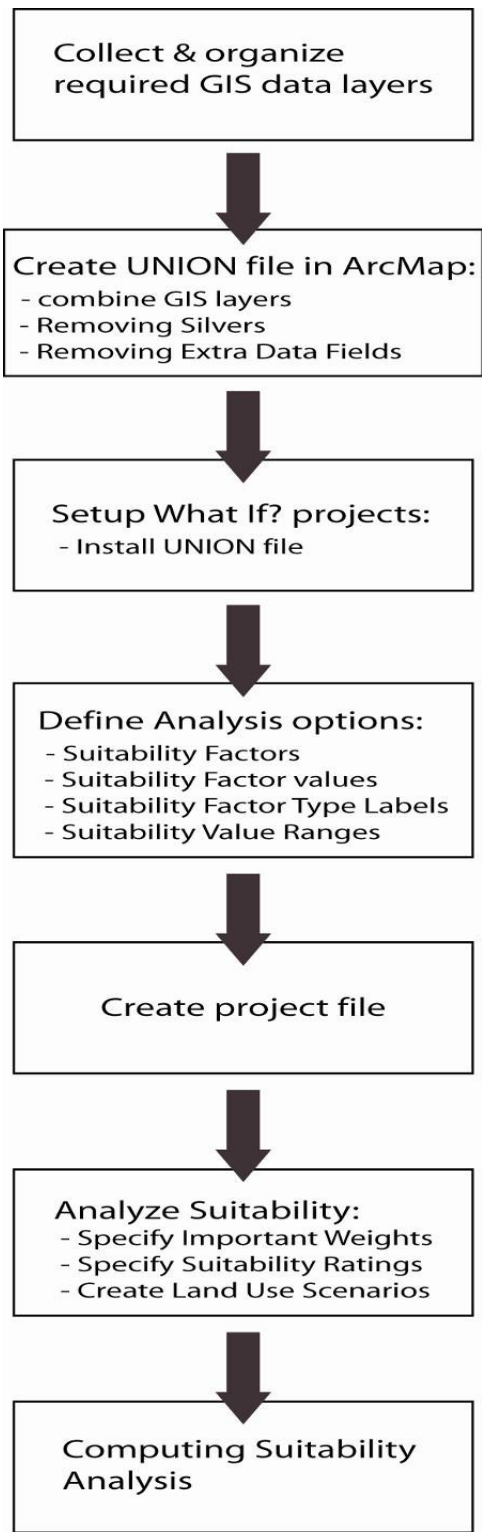 Collect & organize
required GIS data layers
Create UNION file in ArcMap:
- combine GIS layers
- Removing Silvers
- Removing Extra Data Fields
Setup What If? projects:
- Install UNION file
Define Analysis options:
- Suitability Factors
- Suitability Factor values
- Suitability Factor Type Labels
- Suitability Value Ranges
Create project file
Analyze Suitability:
- Specify Important Weights
- Specify Suitability Ratings
- Create Land Use Scenarios
Computing Suitability
Analysis